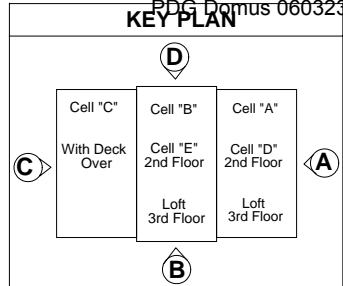 PDG Domus 060323
KEY PLAN
D
Cell "C"
With Deck
Over
Cell "B"
Cell "E"
2nd Floor
Loft
3rd Floor
Cell "A"
Cell "D"
2nd Floor
Loft
3rd Floor
C
A
B